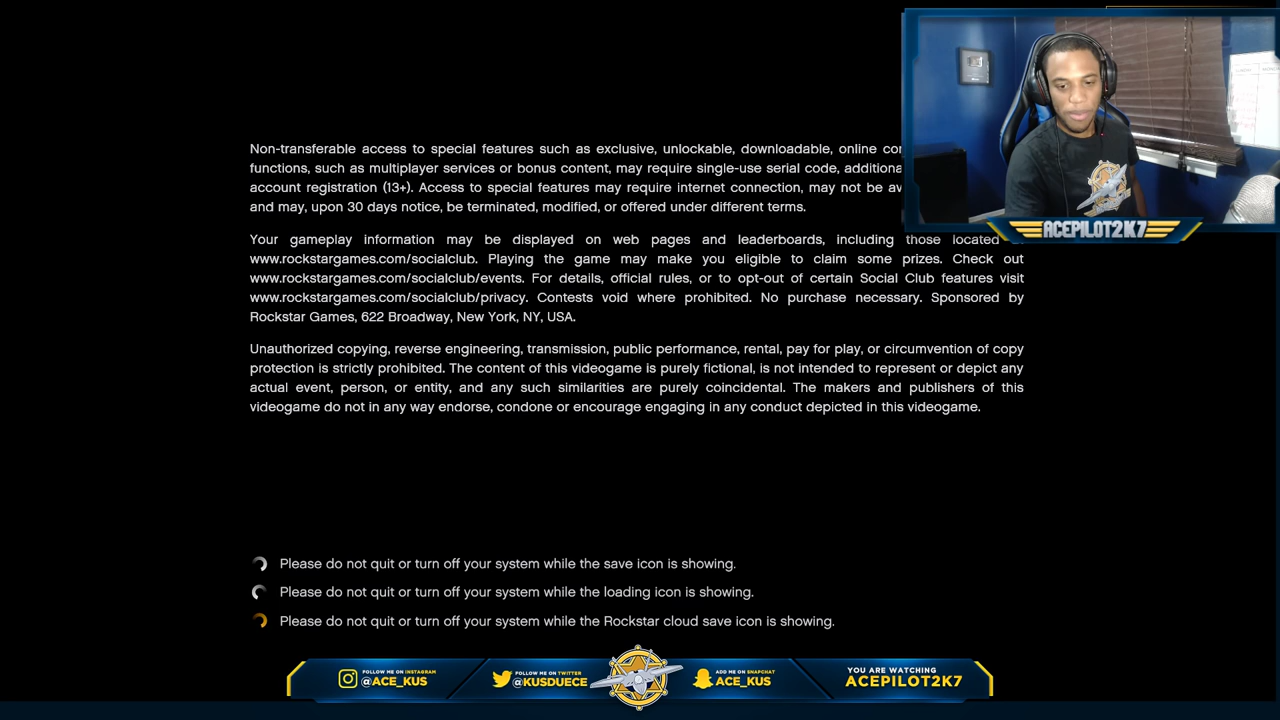 Non-transferable access to special features such as exclusive, unlockable, downloadable, online
functions, such as multiplayer services or bonus content, may require single-use serial code,
account registration (13+). Access to special features may require internet connection, may not be
and may, upon 30 days notice, be terminated, modified, or offered under different terms.
ACEPILOT2K7
Your gameplay information may be displayed on web pages and leaderboards, including those located
www.rockstargames.com/socialclub. Playing the game may make you eligible to claim some prizes. Check out
www.rockstargames.com/socialclub/events. For details, official rules, or to opt-out of certain Social Club features visit
www.rockstargames.com/socialclub/privacy. Contests void where prohibited. No purchase necessary. Sponsored by
Rockstar Games, 622 Broadway, New York, NY, USA.
Unauthorized copying, reverse engineering, transmission, public performance, rental, pay for play, or circumvention of copy
protection is strictly prohibited. The content of this videogame is purely fictional, is not intended to represent or depict any
actual event, person, or entity, and any such similarities are purely coincidental. The makers and publishers of this
videogame do not in any way endorse, condone or encourage engaging in any conduct depicted in this videogame.
Please do not quit or turn off your system while the save icon is showing.
Please do not quit or turn off your system while the loading icon is showing.
Please do not quit or turn off your system while the Rockstar cloud save icon is showing.
FOLLOW ME ON INSTAGRAM
@ACE_KUS
FOLLOW ME ON TWITTER
@KUSDUECE
ADD ME ON SNAPCHAT
ACE_KUS
YOU ARE WATCHING
ACEPILOT2K7